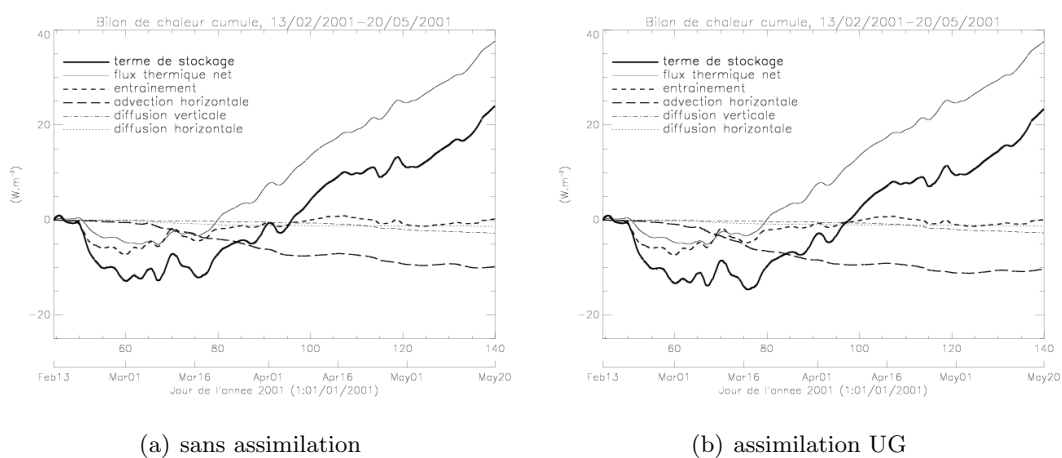 Bilan de chaleur cumule, 13/02/2001-20/05/2001
40
20
0
-20
(W.m⁻²)
terme de stockage
flux thermique net
entrainement
advection horizontale
diffusion verticale
diffusion horizontale
60 80 100 120 140
Feb13 Mar01 Mar16 Apr01 Apr16 May01 May20
Jour de l'annee 2001 (1:01/01/2001)
(a) sans assimilation
Bilan de chaleur cumule, 13/02/2001-20/05/2001
40
20
0
-20
(W.m⁻²)
terme de stockage
flux thermique net
entrainement
advection horizontale
diffusion verticale
diffusion horizontale
60 80 100 120 140
Feb13 Mar01 Mar16 Apr01 Apr16 May01 May20
Jour de l'annee 2001 (1:01/01/2001)
(b) assimilation UG